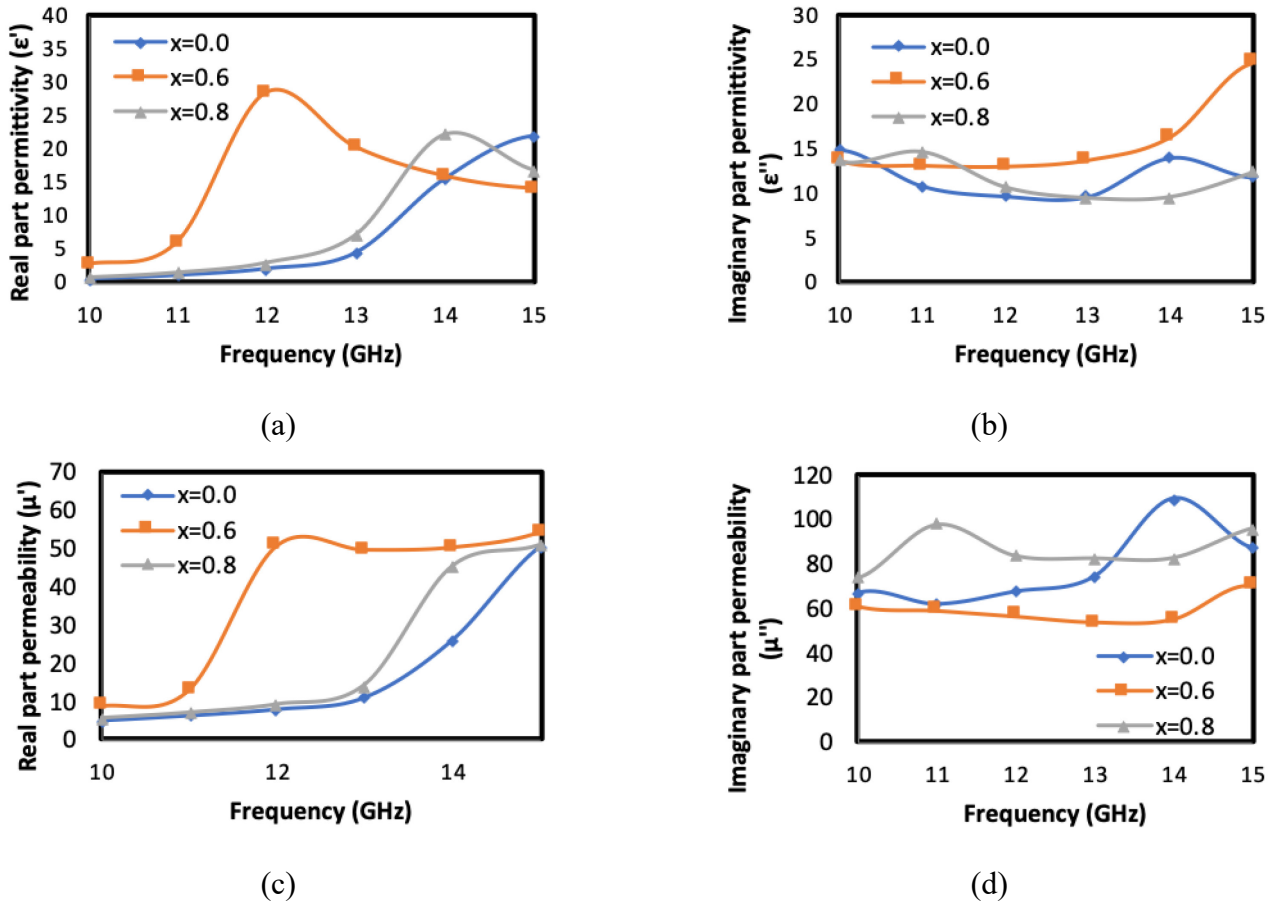 40
35
30
25
20
15
10
5
0
Real part permittivity (ε')
x=0.0
x=0.6
x=0.8
10 11 12 13 14 15
Frequency (GHz)
(a)
30
25
20
15
10
5
0
Imaginary part permittivity
(ε'')
x=0.0
x=0.6
x=0.8
10 11 12 13 14 15
Frequency (GHz)
(b)
70
60
50
40
30
20
10
0
Real part permeability (μ')
x=0.0
x=0.6
x=0.8
10 12 14
Frequency (GHz)
(c)
120
100
80
60
40
20
0
Imaginary part permeability
(μ'')
x=0.0
x=0.6
x=0.8
10 11 12 13 14 15
Frequency (GHz)
(d)